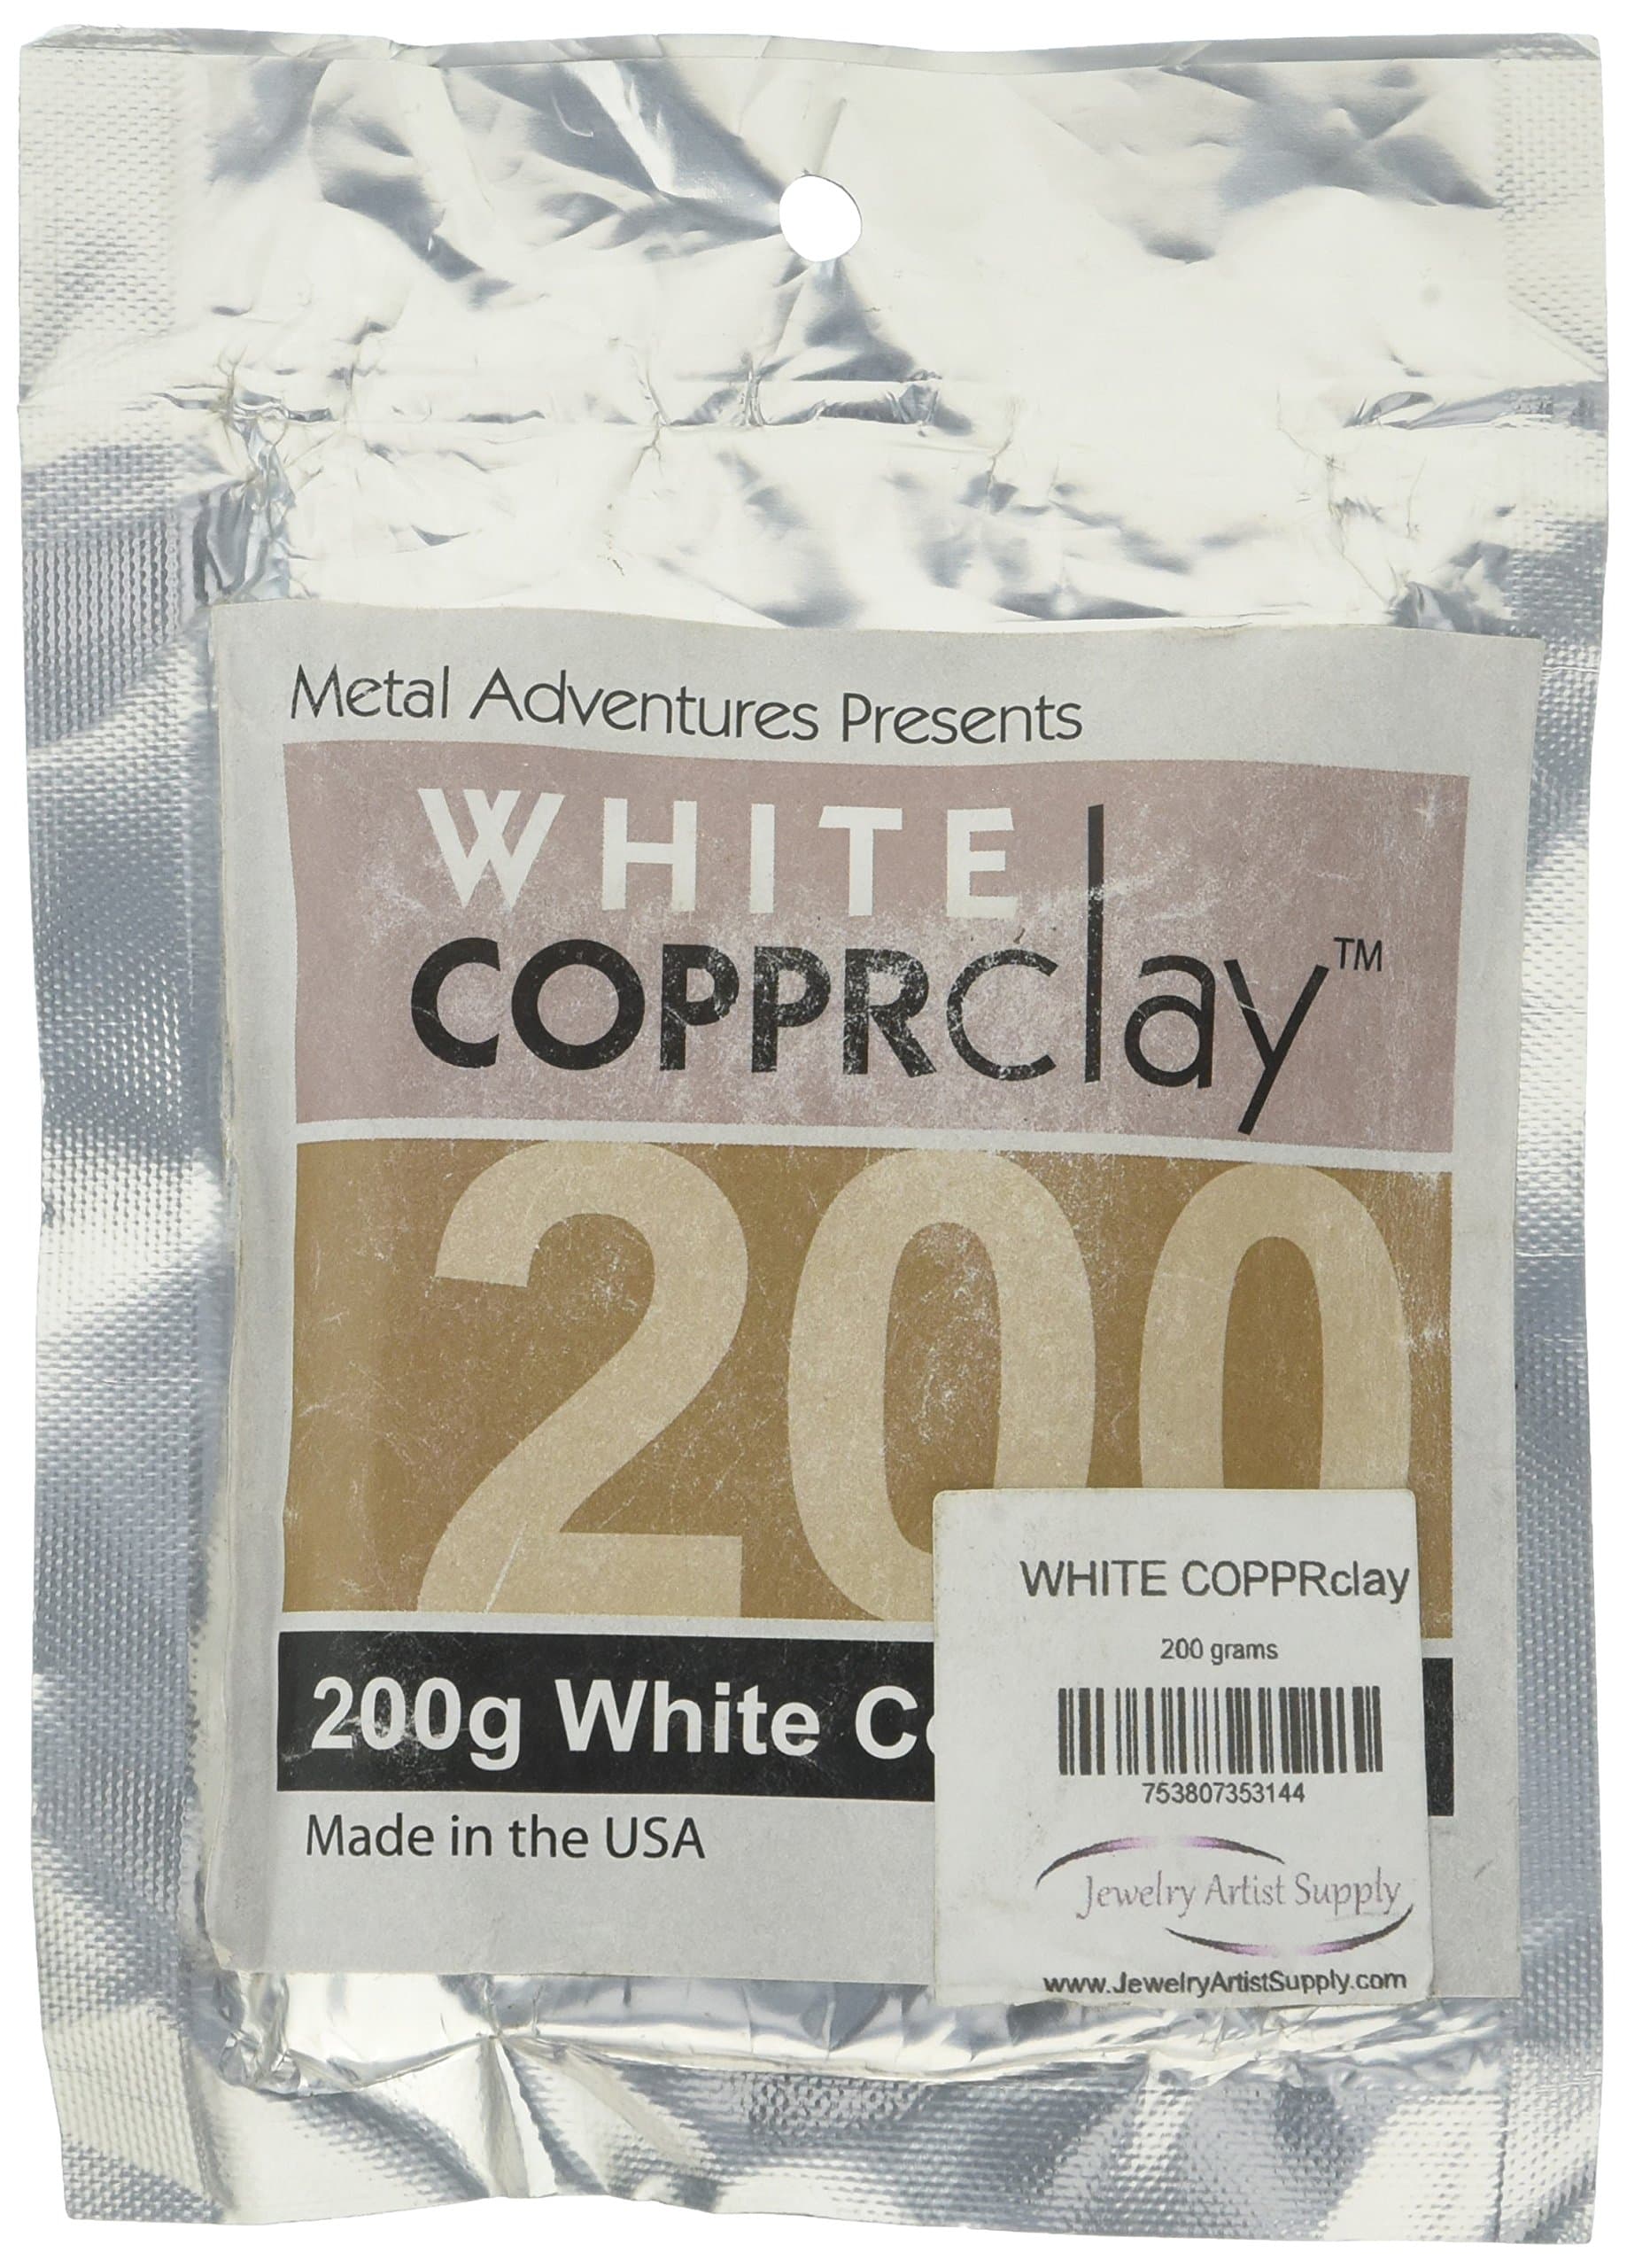 Metal Adventures Presents
WHITE
COPPRclay™
200
200g White
Made in the USA
WHITE COPPRclay
200 grams
753807353144
Jewelry Artist Supply
www.JewelryArtistSupply.com